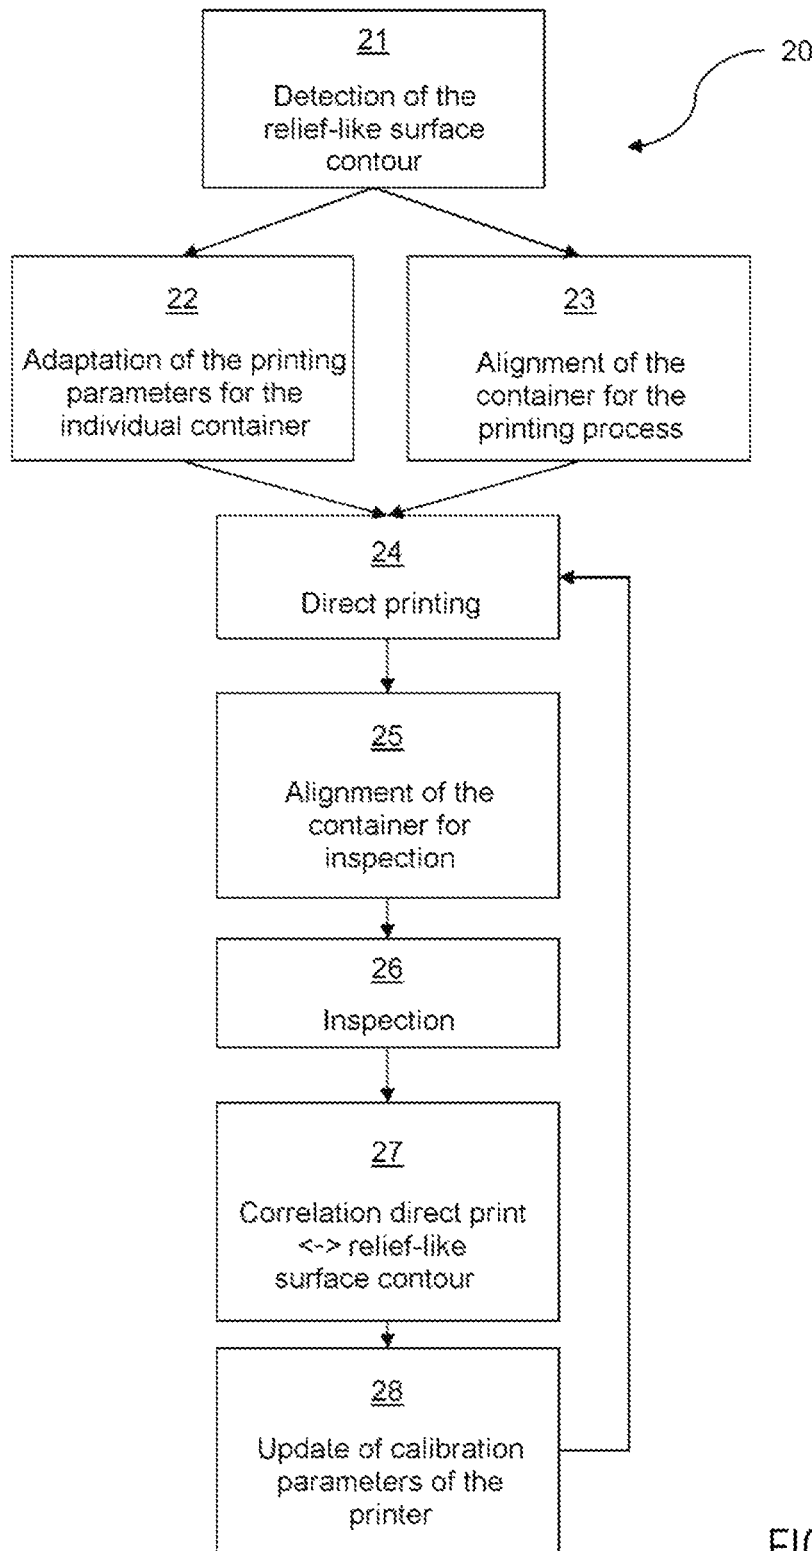 21
Detection of the
relief-like surface
contour
20
22
Adaptation of the printing
parameters for the
individual container
23
Alignment of the
container for the
printing process
24
Direct printing
25
Alignment of the
container for
inspection
26
Inspection
27
Correlation direct print
<-> relief-like
surface contour
28
Update of calibration
parameters of the
printer